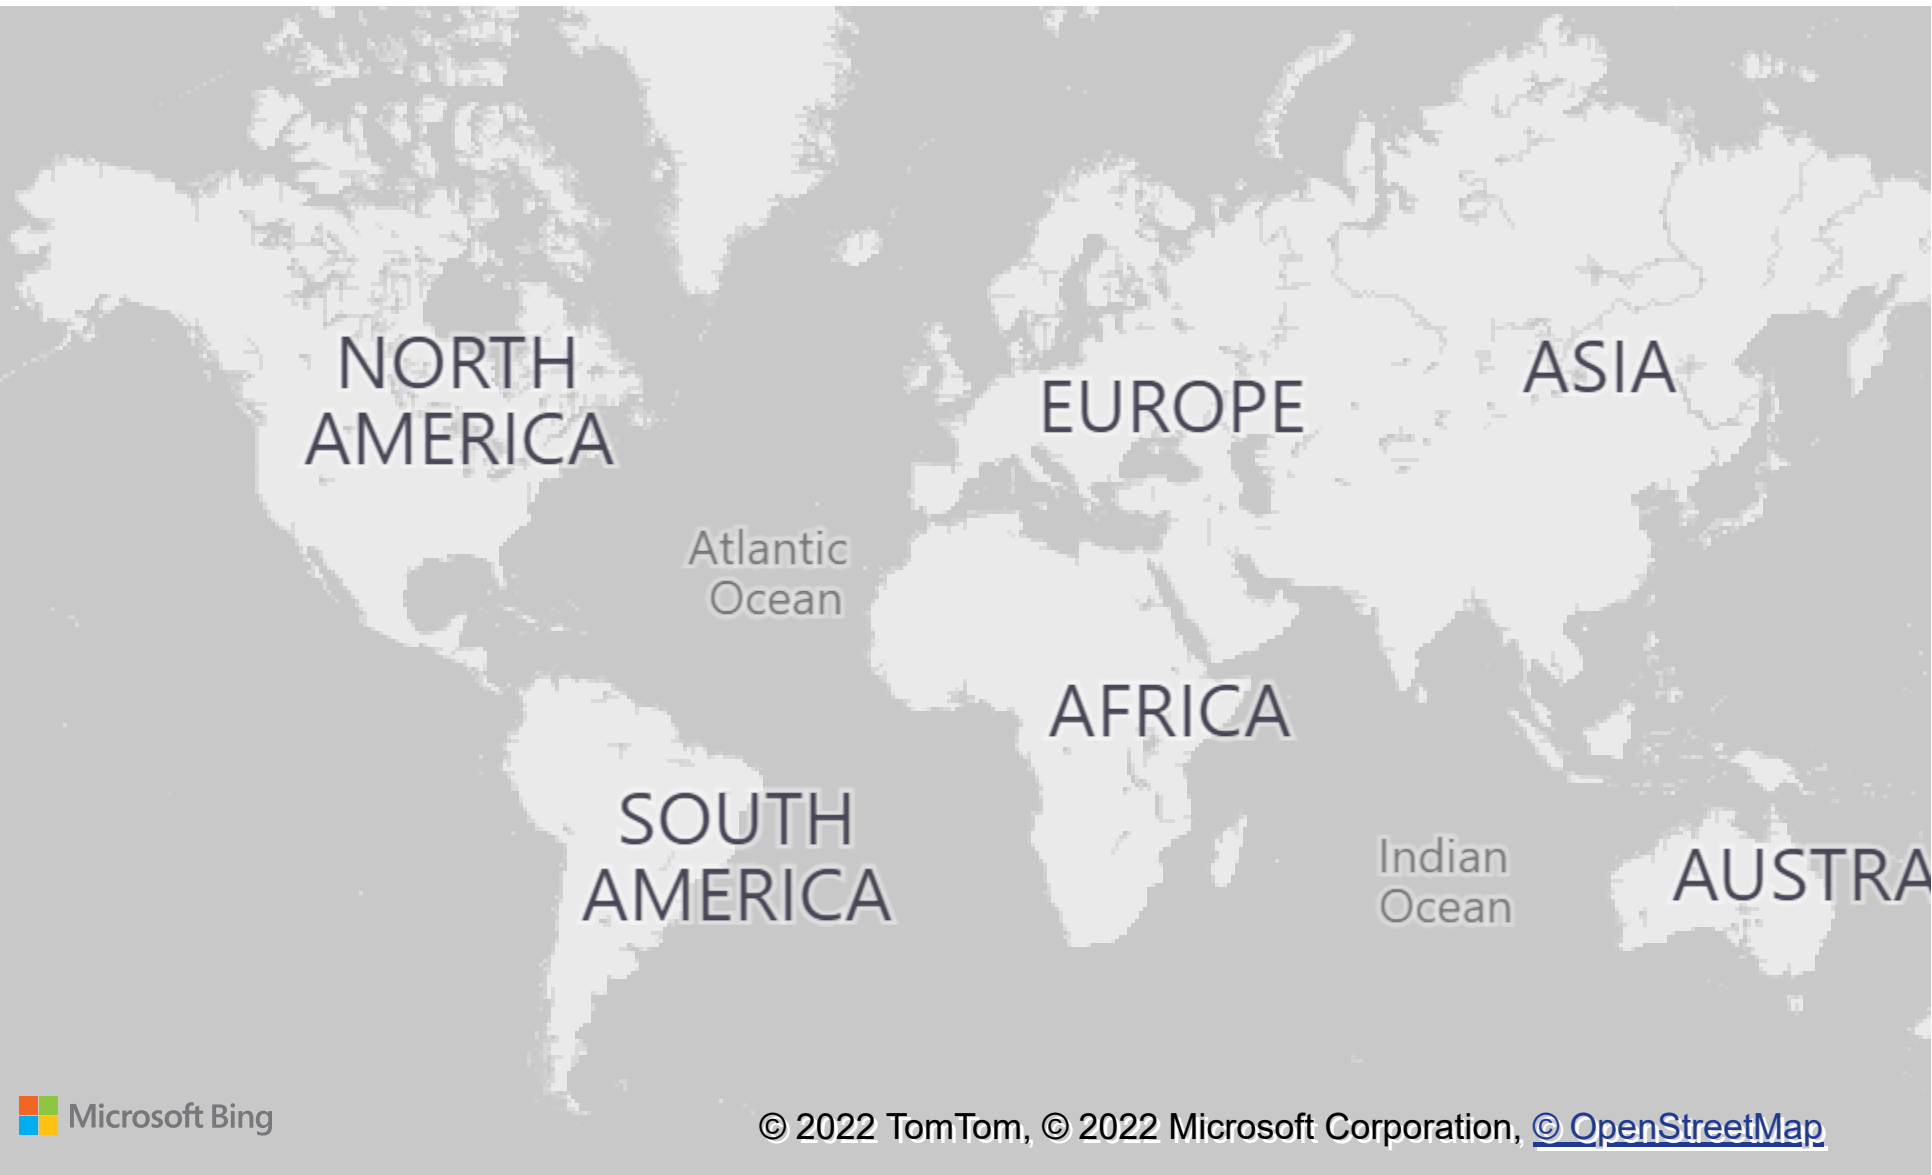 NORTH
AMERICA
EUROPE
ASIA
Atlantic
Ocean
AFRICA
SOUTH
AMERICA
Indian
Ocean
AUSTRA
Microsoft Bing
© 2022 TomTom, © 2022 Microsoft Corporation, © OpenStreetMap